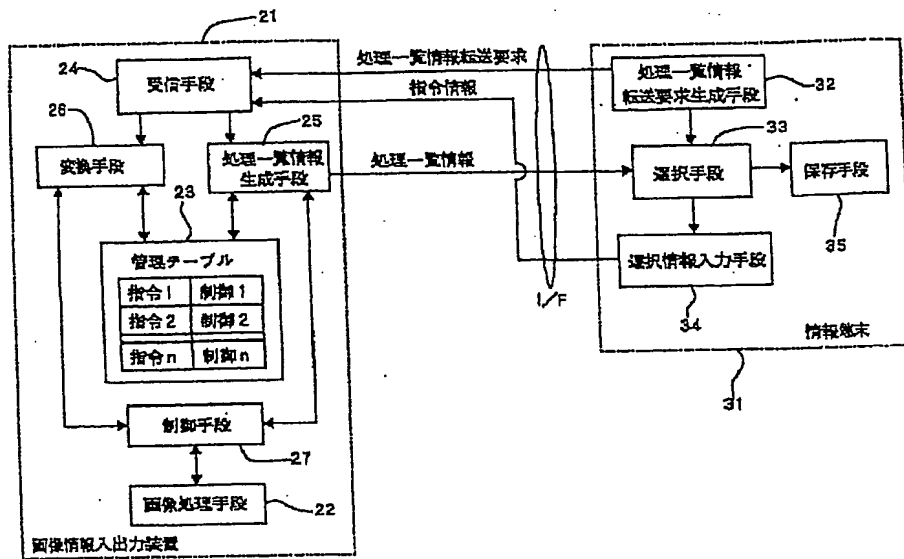 21
24
受信手段
26
変換手段
25
処理一覧情報
生成手段
23
管理テーブル
指令1 制御1
指令2 制御2
指令n 制御n
制御手段
27
画像処理手段
22
画像情報入出力装置
処理一覧情報転送要求
指令情報
処理一覧情報
I/F
処理一覧情報
転送要求生成手段
32
33
選択手段
保存手段
35
選択情報入力手段
34
情報端末
31